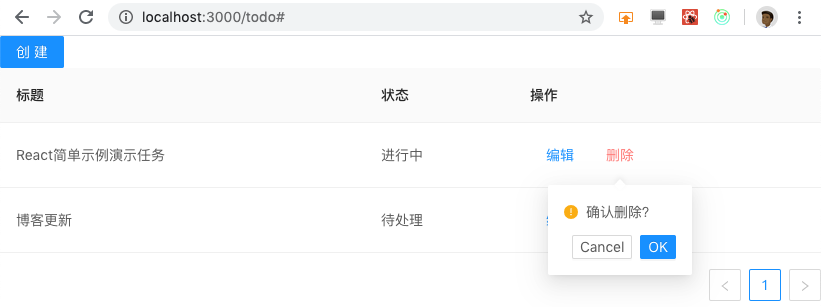 localhost:3000/todo#
创 建
标题 状态 操作
React简单示例演示任务 进行中 编辑 删除
确认删除?
博客更新 待处理
Cancel OK
1